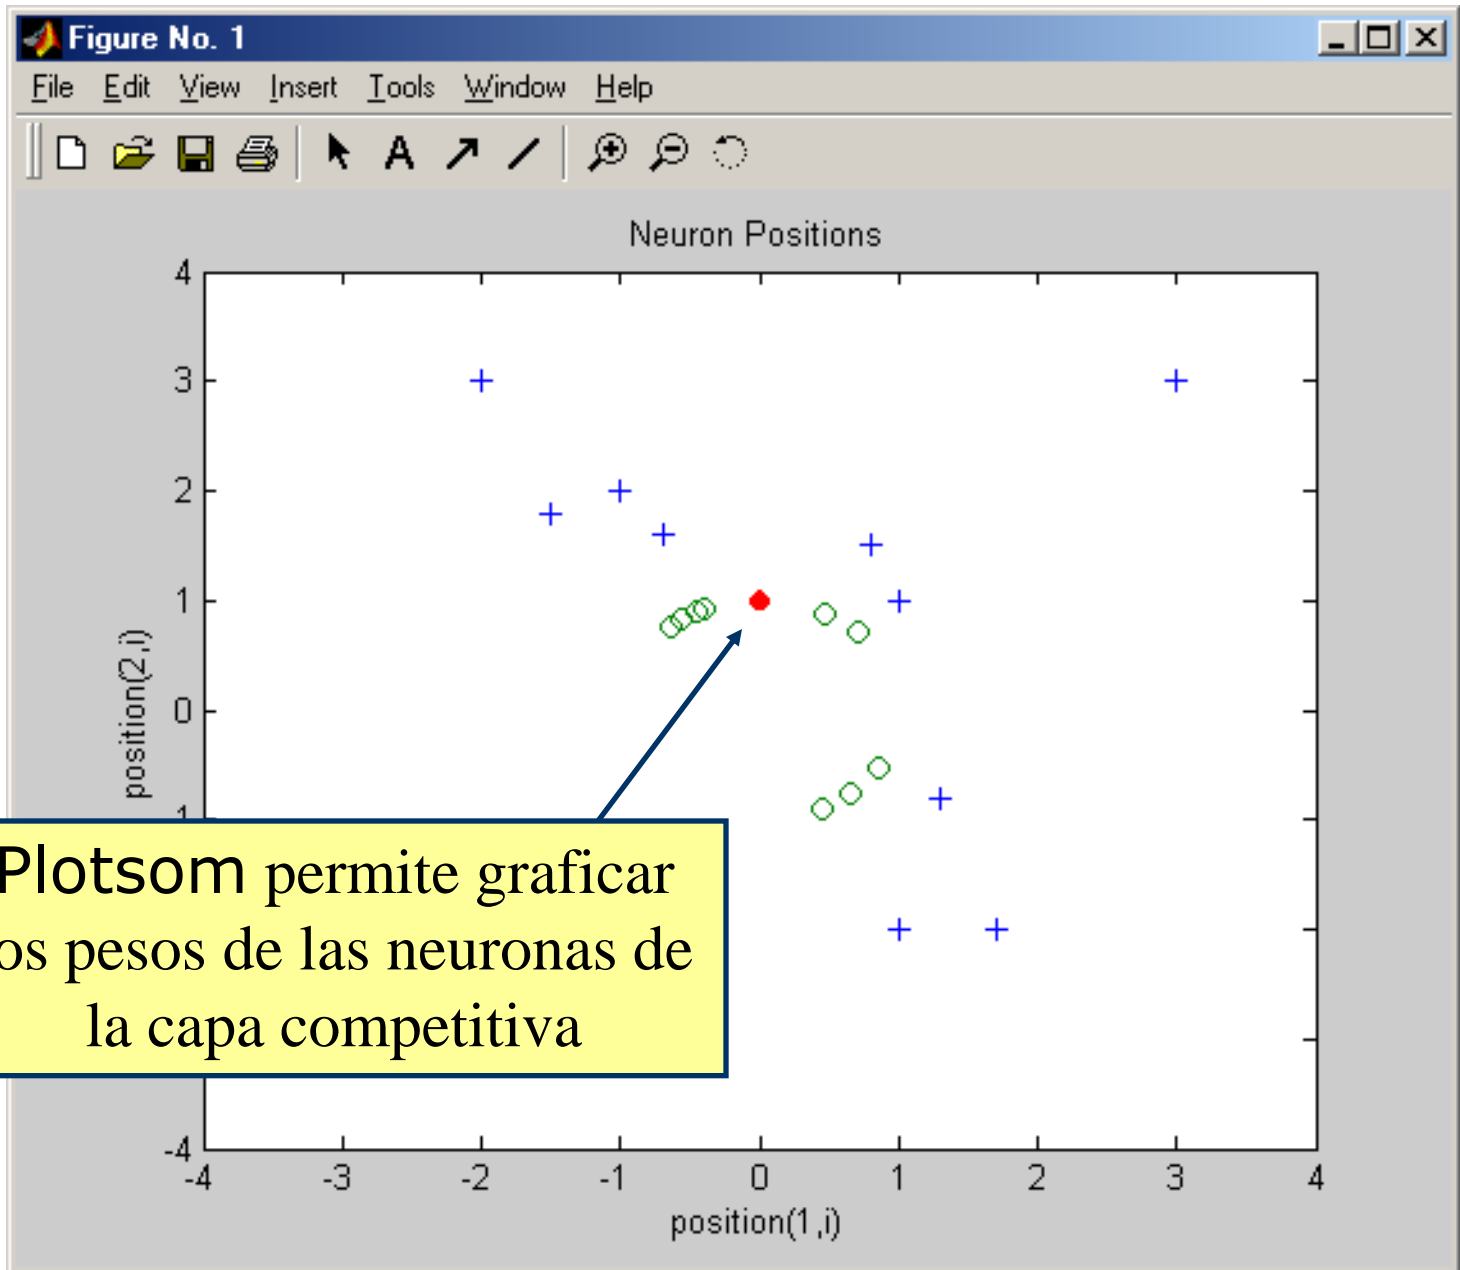 Figure No. 1
File Edit View Insert Tools Window Help
A
Neuron Positions
4
3
2
1
0
1
-4
position(2,i)
Plotsom permite graficar
os pesos de las neuronas de
la capa competitiva
-4 -3 -2 -1 0 1 2 3 4
position(1,i)